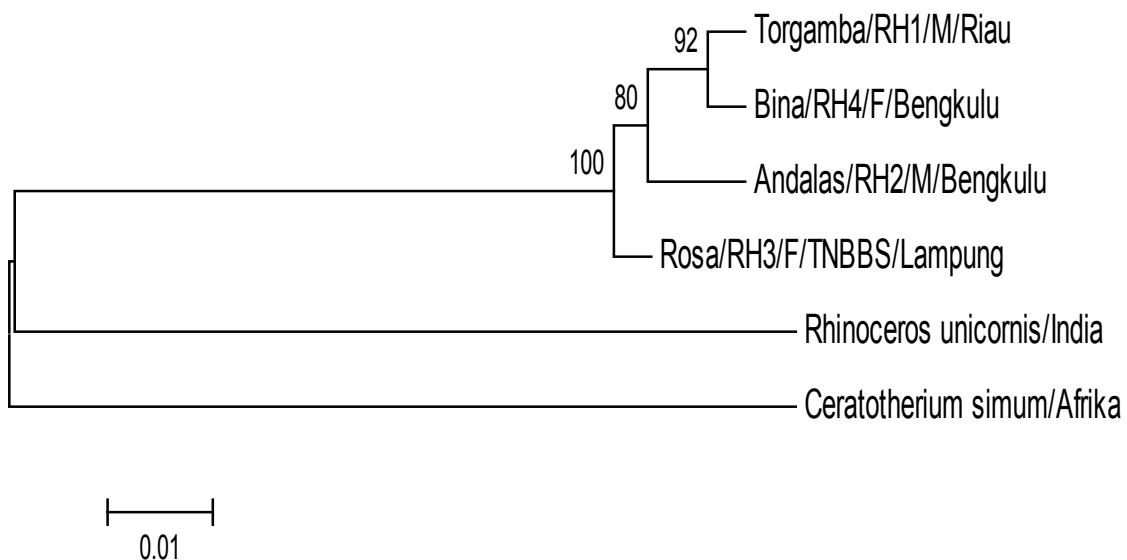 Torgamba/RH1/M/Riau
92
Bina/RH4/F/Bengkulu
80
Andalas/RH2/M/Bengkulu
100
Rosa/RH3/F/TNBBS/Lampung
Rhinoceros unicornis/India
Ceratotherium simum/Afrika
0.01